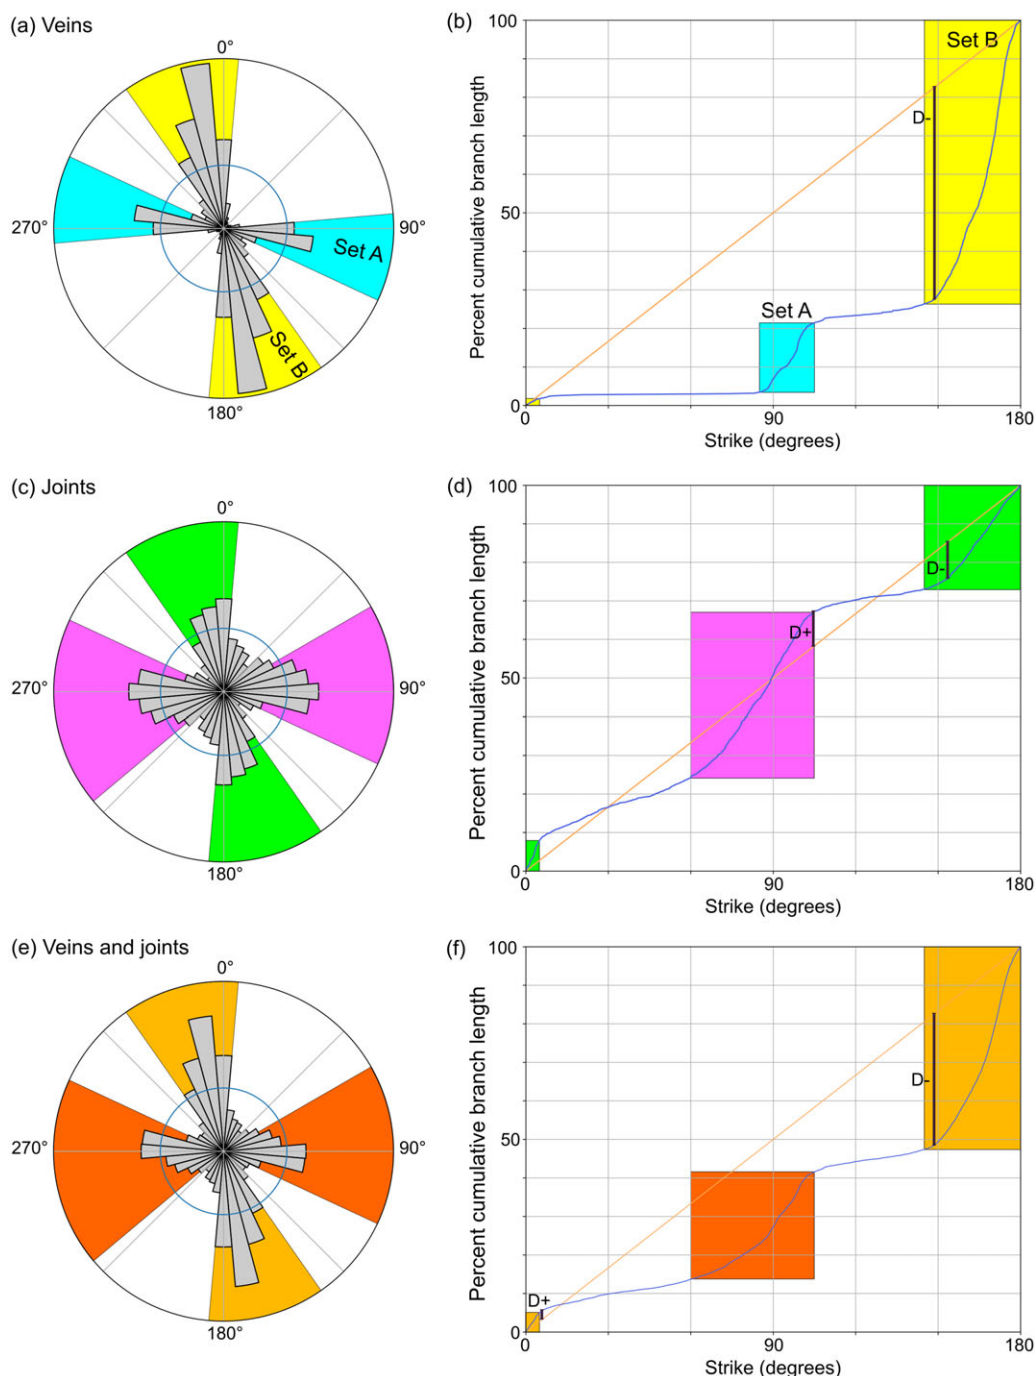 (a) Veins
0°
270°
90°
Set A
Set B
180°
(b)
Percent cumulative branch length
100
50
0
Set B
D-
Set A
0
90
180
Strike (degrees)
(c) Joints
0°
270°
90°
180°
(d)
Percent cumulative branch length
100
50
0
D-
D+
0
90
180
Strike (degrees)
(e) Veins and joints
0°
270°
90°
180°
(f)
Percent cumulative branch length
100
50
0
D-
D+
0
90
180
Strike (degrees)